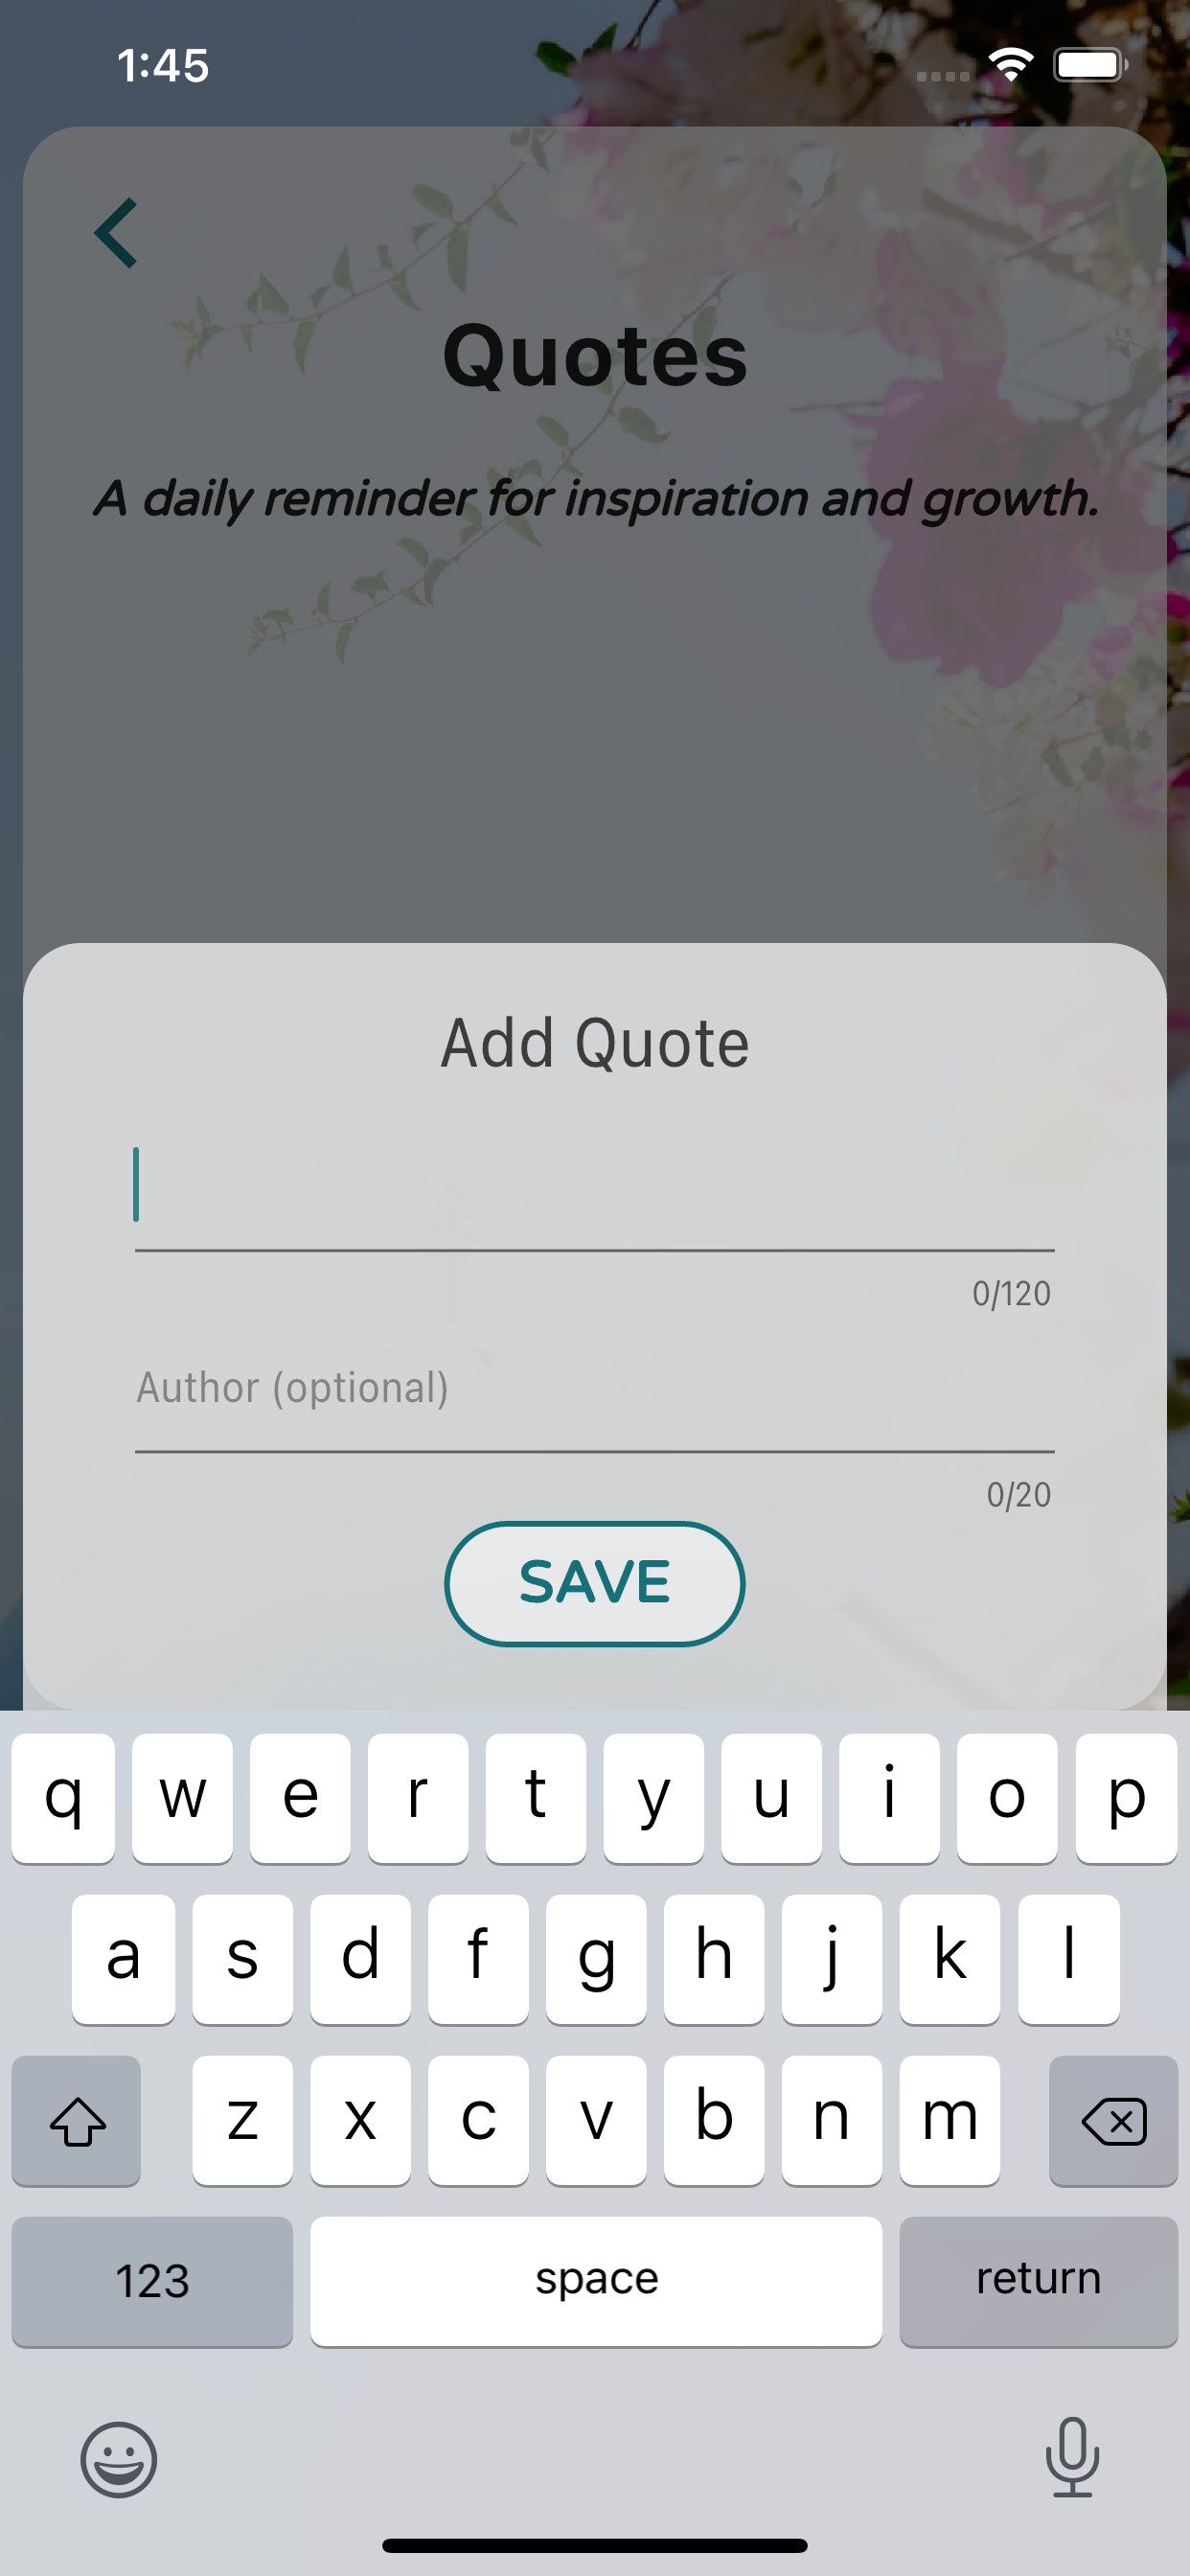 1:45
Quotes
A daily reminder for inspiration and growth.
Add Quote
0/120
Author (optional)
0/20
SAVE
q w e r t y u i o p
a s d f g h j k l
z x c v b n m
123 space return